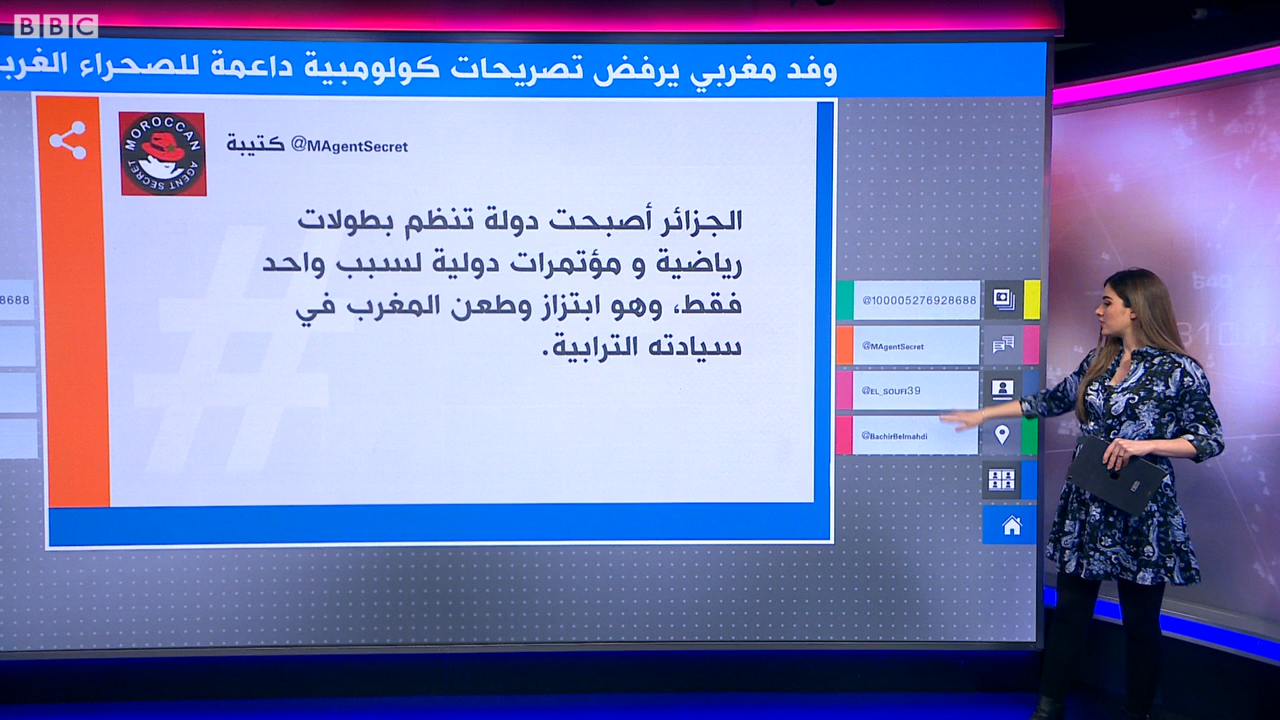 BBC
وفد مغربي يرفض تصريحات كولومبية داعمة للصحراء
MOROCCAN
AGENT SECRET
كتيبة @MAgentSecret
الجزائر أصبحت دولة تنظم بطولات
رياضية و مؤتمرات دولية لسبب واحد
فقط، وهو ابتزاز وطعن المغرب في
سيادته الترابية.
#
8688
@100005276928688
@MAgentSecret
@EL_SOUFI39
@BachirBelmahdi